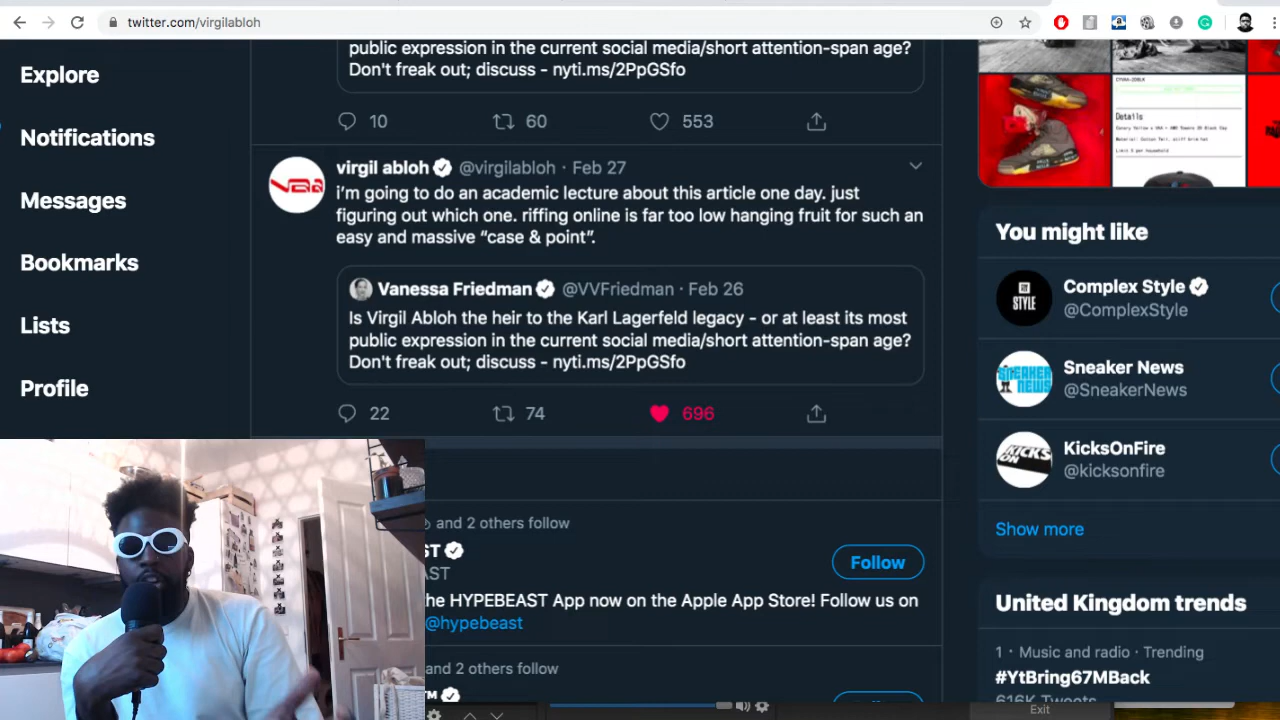 twitter.com/virgilabloh
public expression in the current social media/short attention-span age?
Don't freak out; discuss - nyti.ms/2PpGSfo
10 60 553
Explore
Notifications
Messages
Bookmarks
Lists
Profile
virgil abloh @virgilabloh · Feb 27
i'm going to do an academic lecture about this article one day. just
figuring out which one. riffing online is far too low hanging fruit for such an
easy and massive “case & point”.
Vanessa Friedman @VVFriedman · Feb 26
Is Virgil Abloh the heir to the Karl Lagerfeld legacy - or at least its most
public expression in the current social media/short attention-span age?
Don't freak out; discuss - nyti.ms/2PpGSfo
22 74 696
and 2 others follow
ST
AST
Follow
he HYPEBEAST App now on the Apple App Store! Follow us on
@hypebeast
and 2 others follow
Details
You might like
STYLE
Complex Style
@ComplexStyle
Sneaker News
@SneakerNews
KICKS
ON
KicksOnFire
@kicksonfire
Show more
United Kingdom trends
1 · Music and radio · Trending
#YtBring67MBack
616K Tweets
Exit